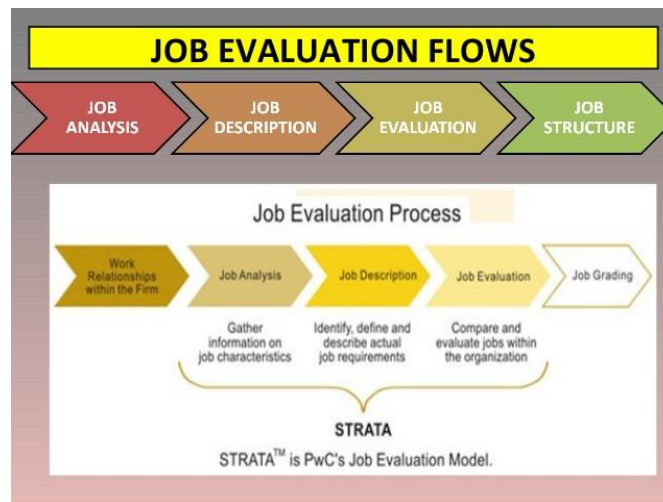 JOB EVALUATION FLOWS
JOB
ANALYSIS
JOB
DESCRIPTION
JOB
EVALUATION
JOB
STRUCTURE
Job Evaluation Process
Work
Relationships
within the Firm
Job Analysis
Job Description
Job Evaluation
Job Grading
Gather
information on
job characteristics
Identify, define and
describe actual
job requirements
Compare and
evaluate jobs within
the organization
STRATA
STRATA™ is PwC's Job Evaluation Model.